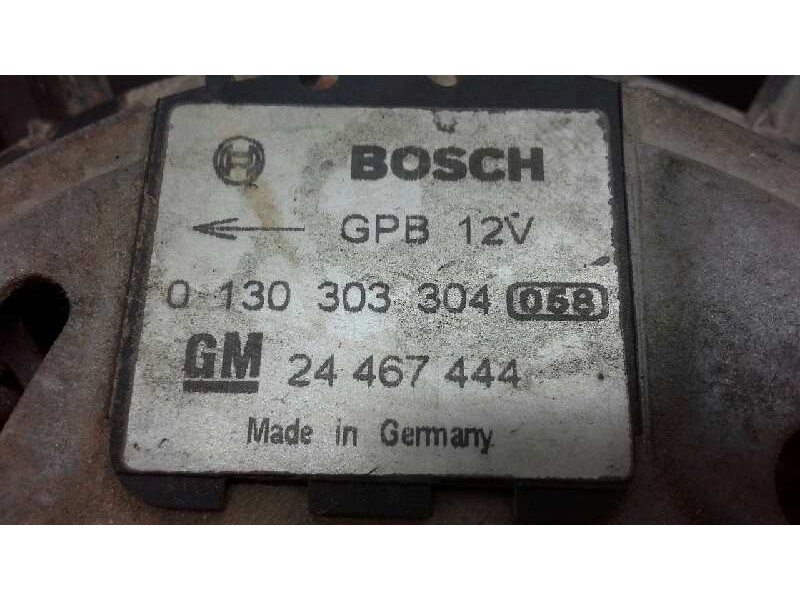 BOSCH
GPB 12V
0 130 303 304 058
GM 24 467 444
Made in Germany